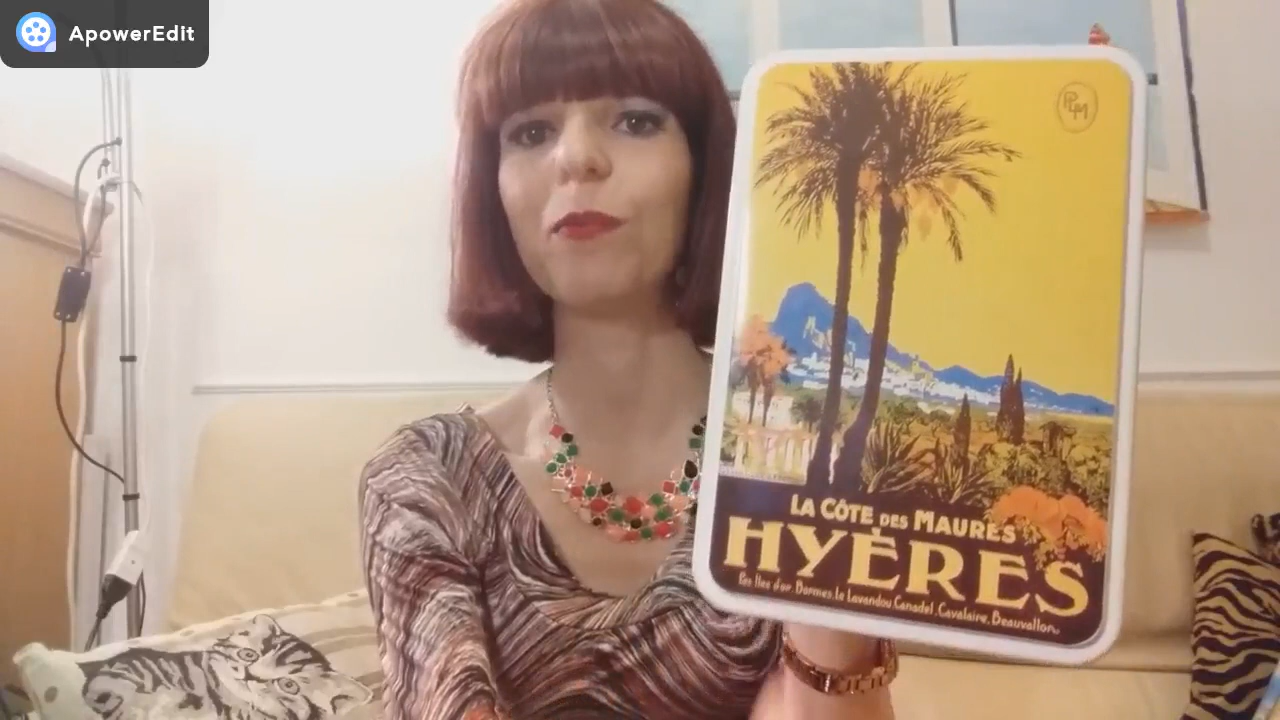 ApowerEdit
PLM
LA CÔTE DES MAURES
HYÈRES
Les Iles d'or, Bormes, le Lavandou, Canadel, Cavalaire, Beauvallon.